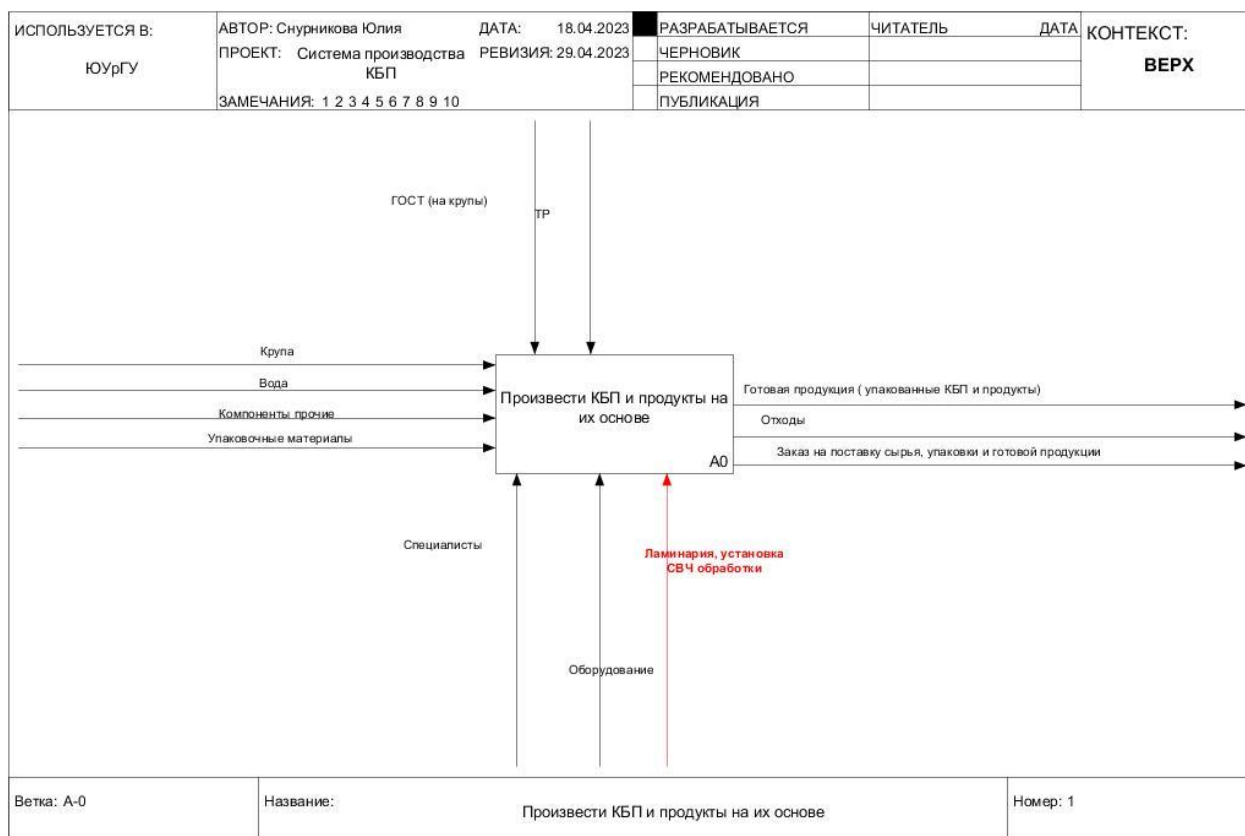 ИСПОЛЬЗУЕТСЯ В:
ЮУрГУ
АВТОР: Снурникова Юлия
ДАТА: 18.04.2023
ПРОЕКТ: Система производства
КБП
РЕВИЗИЯ: 29.04.2023
ЗАМЕЧАНИЯ: 1 2 3 4 5 6 7 8 9 10
РАЗРАБАТЫВАЕТСЯ
ЧЕРНОВИК
РЕКОМЕНДОВАНО
ПУБЛИКАЦИЯ
ЧИТАТЕЛЬ
ДАТА
КОНТЕКСТ:
ВЕРХ
ГОСТ (на крупы)
ТР
Крупа
Вода
Компоненты прочие
Упаковочные материалы
Произвести КБП и продукты на
их основе
А0
Готовая продукция ( упакованные КБП и продукты)
Отходы
Заказ на поставку сырья, упаковки и готовой продукции
Специалисты
Ламинария, установка
СВЧ обработки
Оборудование
Ветка: А-0
Название:
Произвести КБП и продукты на их основе
Номер: 1